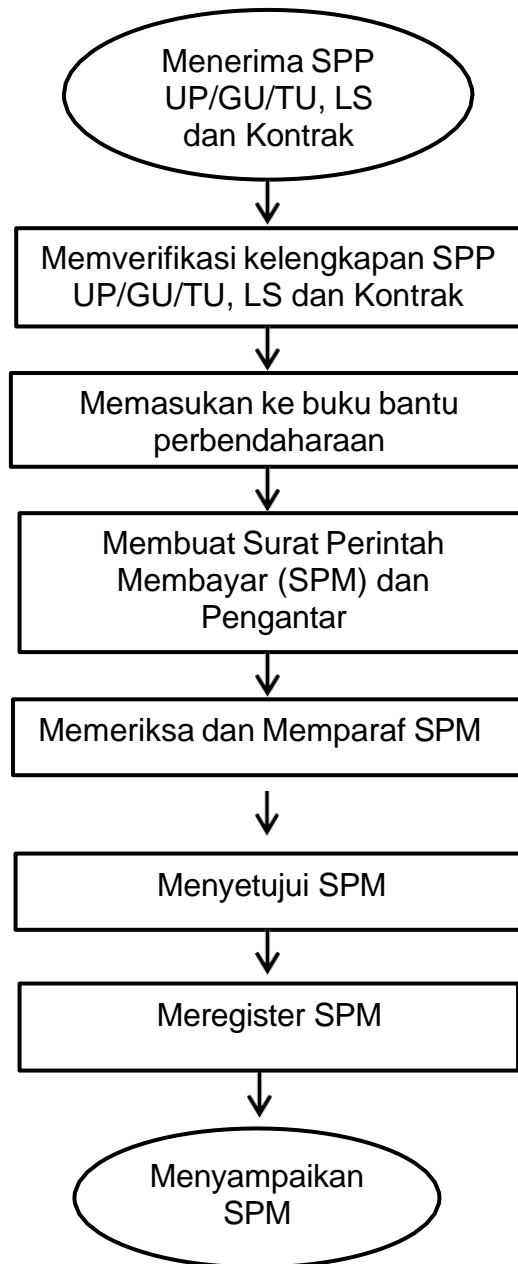 Menerima SPP
UP/GU/TU, LS
dan Kontrak
Memverifikasi kelengkapan SPP
UP/GU/TU, LS dan Kontrak
Memasukan ke buku bantu
perbendaharaan
Membuat Surat Perintah
Membayar (SPM) dan
Pengantar
Memeriksa dan Memparaf SPM
Menyetujui SPM
Meregister SPM
Menyampaikan
SPM